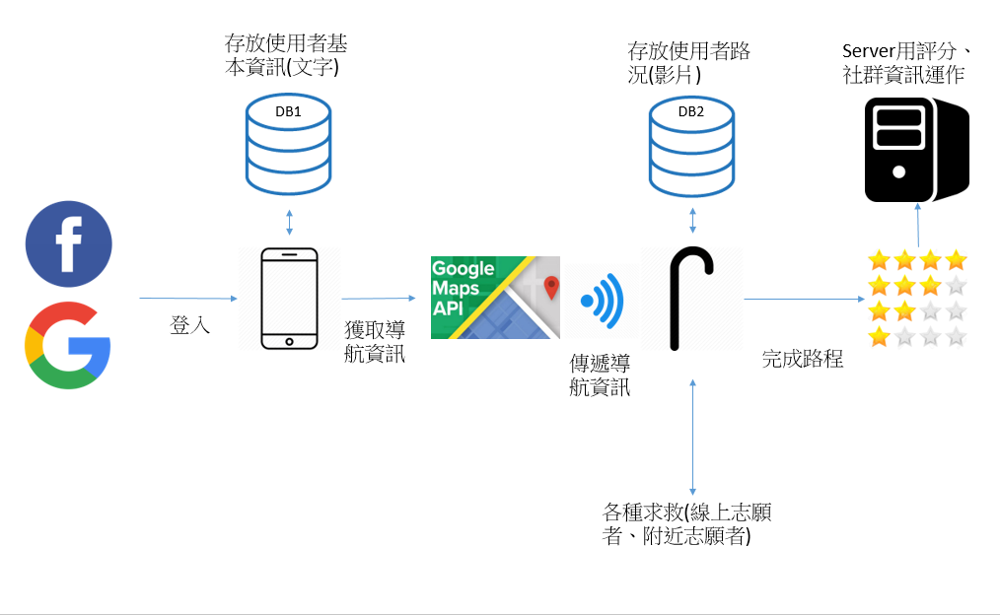 存放使用者基
本資訊(文字)
DB1
存放使用者路
況(影片)
DB2
Server用評分、
社群資訊運作
f
G
登入
獲取導
航資訊
Google
Maps
API
傳遞導
航資訊
完成路程
各種求救(線上志願
者、附近志願者)